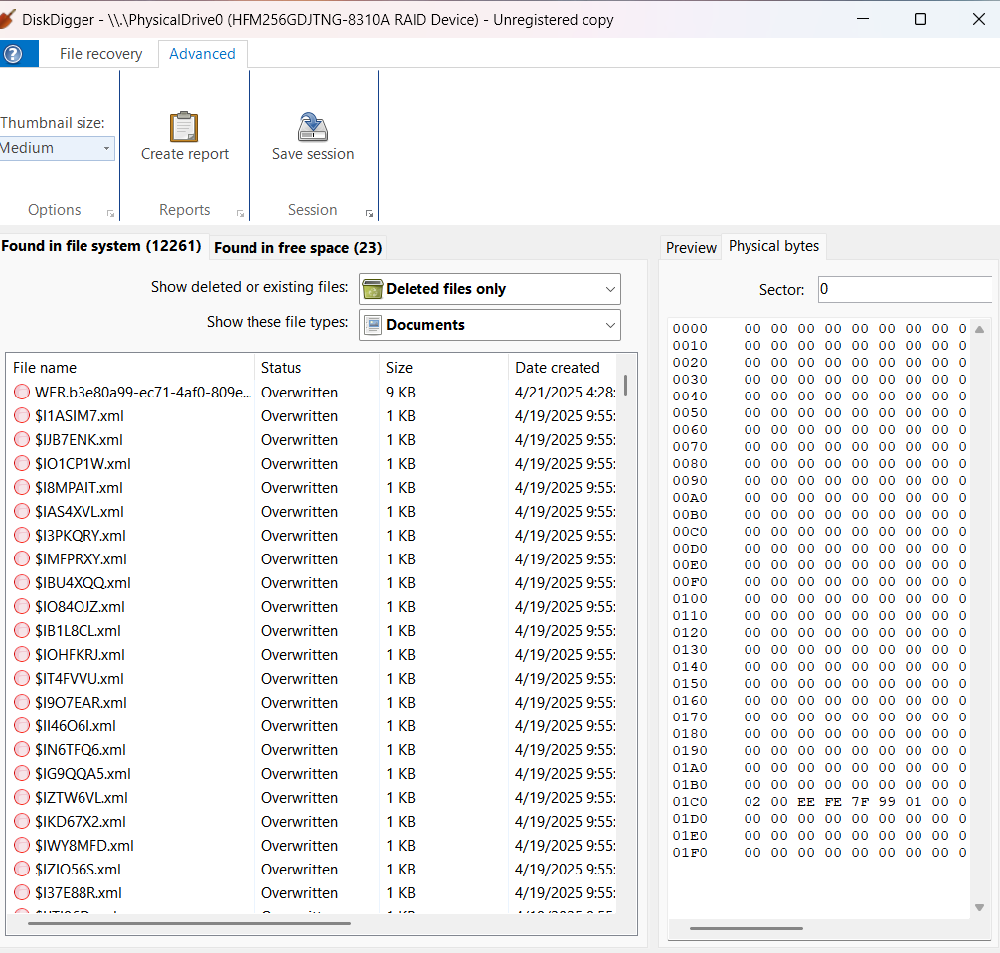 DiskDigger - \\.\PhysicalDrive0 (HFM256GDJTNG-8310A RAID Device) - Unregistered copy
? File recovery Advanced
Thumbnail size:
Medium
Create report
Save session
Options Reports Session
Found in file system (12261) Found in free space (23)
Show deleted or existing files: Deleted files only
Show these file types: Documents
File name Status Size Date created
WER.b3e80a99-ec71-4af0-809e... Overwritten 9 KB 4/21/2025 4:28:
$I1ASIM7.xml Overwritten 1 KB 4/19/2025 9:55:
$IJB7ENK.xml Overwritten 1 KB 4/19/2025 9:55:
$IO1CP1W.xml Overwritten 1 KB 4/19/2025 9:55:
$I8MPAIT.xml Overwritten 1 KB 4/19/2025 9:55:
$IAS4XVL.xml Overwritten 1 KB 4/19/2025 9:55:
$I3PKQRY.xml Overwritten 1 KB 4/19/2025 9:55:
$IMFPRXY.xml Overwritten 1 KB 4/19/2025 9:55:
$IBU4XQQ.xml Overwritten 1 KB 4/19/2025 9:55:
$IO84OJZ.xml Overwritten 1 KB 4/19/2025 9:55:
$IB1L8CL.xml Overwritten 1 KB 4/19/2025 9:55:
$IOHFKRJ.xml Overwritten 1 KB 4/19/2025 9:55:
$IT4FVVU.xml Overwritten 1 KB 4/19/2025 9:55:
$I9O7EAR.xml Overwritten 1 KB 4/19/2025 9:55:
$II46O6I.xml Overwritten 1 KB 4/19/2025 9:55:
$IN6TFQ6.xml Overwritten 1 KB 4/19/2025 9:55:
$IG9QQA5.xml Overwritten 1 KB 4/19/2025 9:55:
$IZTW6VL.xml Overwritten 1 KB 4/19/2025 9:55:
$IKD67X2.xml Overwritten 1 KB 4/19/2025 9:55:
$IWY8MFD.xml Overwritten 1 KB 4/19/2025 9:55:
$IZIO56S.xml Overwritten 1 KB 4/19/2025 9:55:
$I37E88R.xml Overwritten 1 KB 4/19/2025 9:55:
Preview Physical bytes
Sector: 0
0000 00 00 00 00 00 00 00 00 0
0010 00 00 00 00 00 00 00 00 0
0020 00 00 00 00 00 00 00 00 0
0030 00 00 00 00 00 00 00 00 0
0040 00 00 00 00 00 00 00 00 0
0050 00 00 00 00 00 00 00 00 0
0060 00 00 00 00 00 00 00 00 0
0070 00 00 00 00 00 00 00 00 0
0080 00 00 00 00 00 00 00 00 0
0090 00 00 00 00 00 00 00 00 0
00A0 00 00 00 00 00 00 00 00 0
00B0 00 00 00 00 00 00 00 00 0
00C0 00 00 00 00 00 00 00 00 0
00D0 00 00 00 00 00 00 00 00 0
00E0 00 00 00 00 00 00 00 00 0
00F0 00 00 00 00 00 00 00 00 0
0100 00 00 00 00 00 00 00 00 0
0110 00 00 00 00 00 00 00 00 0
0120 00 00 00 00 00 00 00 00 0
0130 00 00 00 00 00 00 00 00 0
0140 00 00 00 00 00 00 00 00 0
0150 00 00 00 00 00 00 00 00 0
0160 00 00 00 00 00 00 00 00 0
0170 00 00 00 00 00 00 00 00 0
0180 00 00 00 00 00 00 00 00 0
0190 00 00 00 00 00 00 00 00 0
01A0 00 00 00 00 00 00 00 00 0
01B0 00 00 00 00 00 00 00 00 0
01C0 02 00 EE FE 7F 99 01 00 0
01D0 00 00 00 00 00 00 00 00 0
01E0 00 00 00 00 00 00 00 00 0
01F0 00 00 00 00 00 00 00 00 0